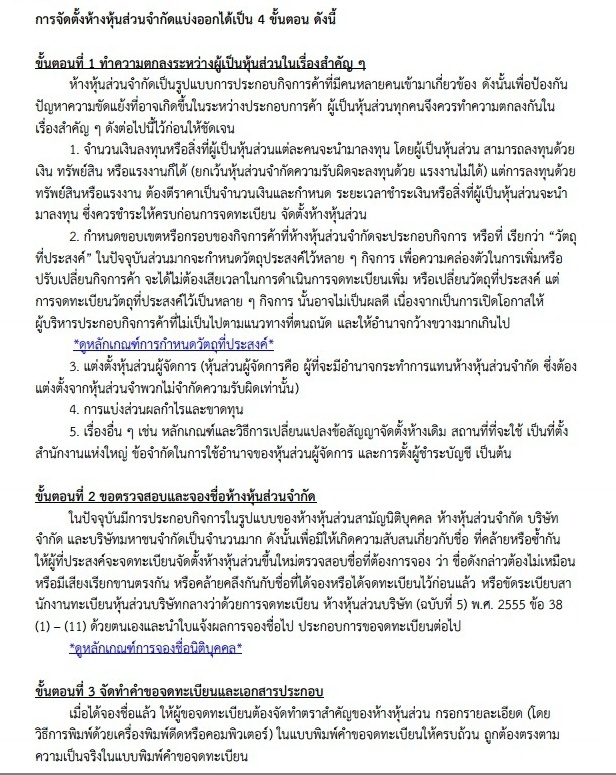 การจัดตั้งห้างหุ้นส่วนจำกัดแบ่งออกได้เป็น 4 ขั้นตอน ดังนี้
ขั้นตอนที่ 1 ทำความตกลงระหว่างผู้เป็นหุ้นส่วนในเรื่องสำคัญ ๆ
ห้างหุ้นส่วนจำกัดเป็นรูปแบบการประกอบกิจการค้าที่มีคนหลายคนเข้ามาเกี่ยวข้อง ดังนั้นเพื่อป้องกัน
ปัญหาความขัดแย้งที่อาจเกิดขึ้นในระหว่างประกอบการค้า ผู้เป็นหุ้นส่วนทุกคนจึงควรทำความตกลงกันใน
เรื่องสำคัญ ๆ ดังต่อไปนี้ไว้ก่อนให้ชัดเจน
1. จำนวนเงินลงทุนหรือสิ่งที่ผู้เป็นหุ้นส่วนแต่ละคนจะนำมาลงทุน โดยผู้เป็นหุ้นส่วน สามารถลงทุนด้วย
เงิน ทรัพย์สิน หรือแรงงานก็ได้ (ยกเว้นหุ้นส่วนจำกัดความรับผิดจะลงทุนด้วย แรงงานไม่ได้) แต่การลงทุนด้วย
ทรัพย์สินหรือแรงงาน ต้องตีราคาเป็นจำนวนเงินและกำหนด ระยะเวลาชำระเงินหรือสิ่งที่ผู้เป็นหุ้นส่วนจะนำ
มาลงทุน ซึ่งควรชำระให้ครบก่อนการจดทะเบียน จัดตั้งห้างหุ้นส่วน
2. กำหนดขอบเขตหรือกรอบของกิจการค้าที่ห้างหุ้นส่วนจำกัดจะประกอบกิจการ หรือที่ เรียกว่า “วัตถุ
ที่ประสงค์” ในปัจจุบันส่วนมากจะกำหนดวัตถุประสงค์ไว้หลาย ๆ กิจการ เพื่อความคล่องตัวในการเพิ่มหรือ
ปรับเปลี่ยนกิจการค้า จะได้ไม่ต้องเสียเวลาในการดำเนินการจดทะเบียนเพิ่ม หรือเปลี่ยนวัตถุที่ประสงค์ แต่
การจดทะเบียนวัตถุที่ประสงค์ไว้เป็นหลาย ๆ กิจการ นั้นอาจไม่เป็นผลดี เนื่องจากเป็นการเปิดโอกาสให้
ผู้บริหารประกอบกิจการค้าที่ไม่เป็นไปตามแนวทางที่ตนถนัด และให้อำนาจกว้างขวางมากเกินไป
*ดูหลักเกณฑ์การกำหนดวัตถุที่ประสงค์*
3. แต่งตั้งหุ้นส่วนผู้จัดการ (หุ้นส่วนผู้จัดการคือ ผู้ที่จะมีอำนาจกระทำการแทนห้างหุ้นส่วนจำกัด ซึ่งต้อง
แต่งตั้งจากหุ้นส่วนจำพวกไม่จำกัดความรับผิดเท่านั้น)
4. การแบ่งส่วนผลกำไรและขาดทุน
5. เรื่องอื่น ๆ เช่น หลักเกณฑ์และวิธีการเปลี่ยนแปลงข้อสัญญาจัดตั้งห้างเดิม สถานที่ที่จะใช้ เป็นที่ตั้ง
สำนักงานแห่งใหญ่ ข้อจำกัดในการใช้อำนาจของหุ้นส่วนผู้จัดการ และการตั้งผู้ชำระบัญชี เป็นต้น
ขั้นตอนที่ 2 ขอตรวจสอบและจองชื่อห้างหุ้นส่วนจำกัด
ในปัจจุบันมีการประกอบกิจการในรูปแบบของห้างหุ้นส่วนสามัญนิติบุคคล ห้างหุ้นส่วนจำกัด บริษัท
จำกัด และบริษัทมหาชนจำกัดเป็นจำนวนมาก ดังนั้นเพื่อมิให้เกิดความสับสนเกี่ยวกับชื่อ ที่คล้ายหรือซ้ำกัน
ให้ผู้ที่ประสงค์จะจดทะเบียนจัดตั้งห้างหุ้นส่วนขึ้นใหม่ตรวจสอบชื่อที่ต้องการจอง ว่า ชื่อดังกล่าวต้องไม่เหมือน
หรือมีเสียงเรียกขานตรงกัน หรือคล้ายคลึงกันกับชื่อที่ได้จองหรือได้จดทะเบียนไว้ก่อนแล้ว หรือขัดระเบียบสา
นักงานทะเบียนหุ้นส่วนบริษัทกลางว่าด้วยการจดทะเบียน ห้างหุ้นส่วนบริษัท (ฉบับที่ 5) พ.ศ. 2555 ข้อ 38
(1) – (11) ด้วยตนเองและนำใบแจ้งผลการจองชื่อไป ประกอบการขอจดทะเบียนต่อไป
*ดูหลักเกณฑ์การจองชื่อนิติบุคคล*
ขั้นตอนที่ 3 จัดทำคำขอจดทะเบียนและเอกสารประกอบ
เมื่อได้จองชื่อแล้ว ให้ผู้ขอจดทะเบียนต้องจัดทำตราสำคัญของห้างหุ้นส่วน กรอกรายละเอียด (โดย
วิธีการพิมพ์ด้วยเครื่องพิมพ์ดีดหรือคอมพิวเตอร์) ในแบบพิมพ์คำขอจดทะเบียนให้ครบถ้วน ถูกต้องตรงตาม
ความเป็นจริงในแบบพิมพ์คำขอจดทะเบียน